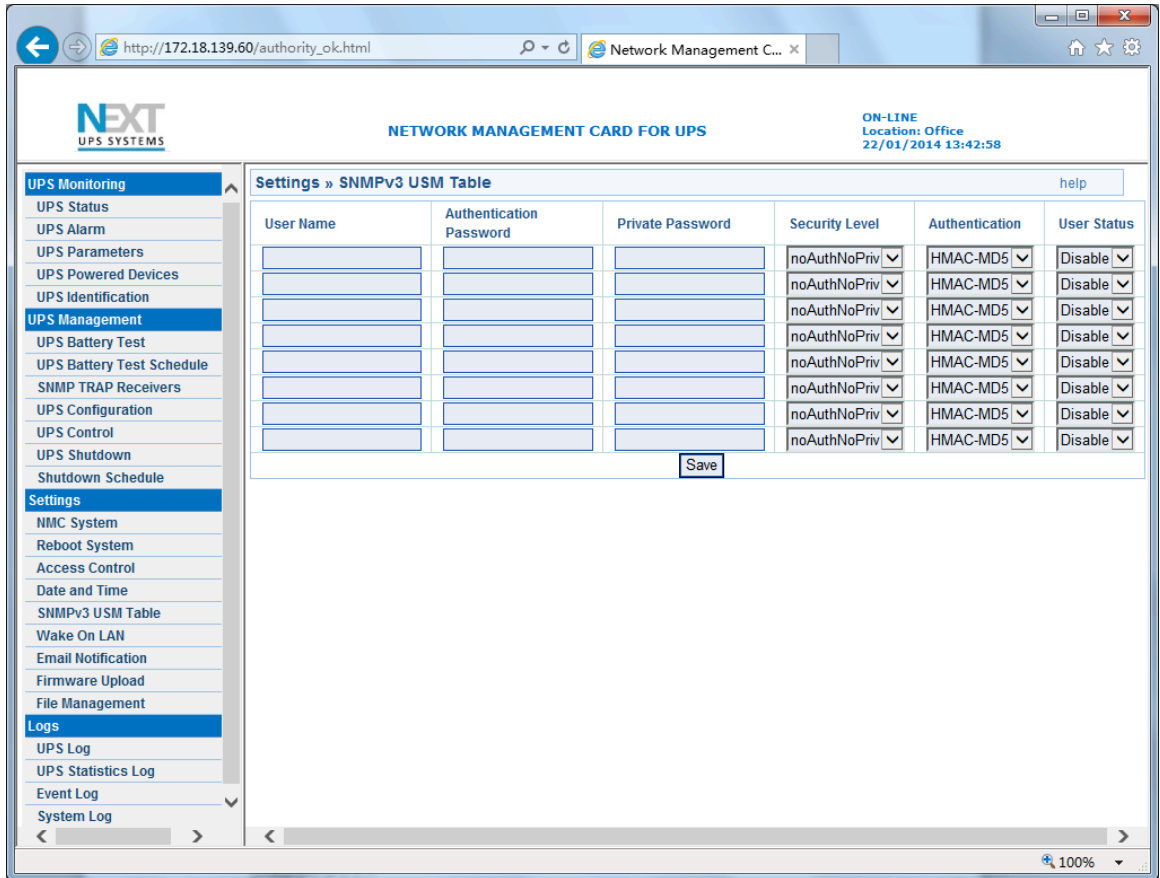 http://172.18.139.60/authority_ok.html
Network Management C...
NEXT
UPS SYSTEMS
NETWORK MANAGEMENT CARD FOR UPS
ON-LINE
Location: Office
22/01/2014 13:42:58
UPS Monitoring
UPS Status
UPS Alarm
UPS Parameters
UPS Powered Devices
UPS Identification
UPS Management
UPS Battery Test
UPS Battery Test Schedule
SNMP TRAP Receivers
UPS Configuration
UPS Control
UPS Shutdown
Shutdown Schedule
Settings
NMC System
Reboot System
Access Control
Date and Time
SNMPv3 USM Table
Wake On LAN
Email Notification
Firmware Upload
File Management
Logs
UPS Log
UPS Statistics Log
Event Log
System Log
Settings » SNMPv3 USM Table help
User Name Authentication Password Private Password Security Level Authentication User Status
noAuthNoPriv HMAC-MD5 Disable
noAuthNoPriv HMAC-MD5 Disable
noAuthNoPriv HMAC-MD5 Disable
noAuthNoPriv HMAC-MD5 Disable
noAuthNoPriv HMAC-MD5 Disable
noAuthNoPriv HMAC-MD5 Disable
noAuthNoPriv HMAC-MD5 Disable
noAuthNoPriv HMAC-MD5 Disable
Save
100%